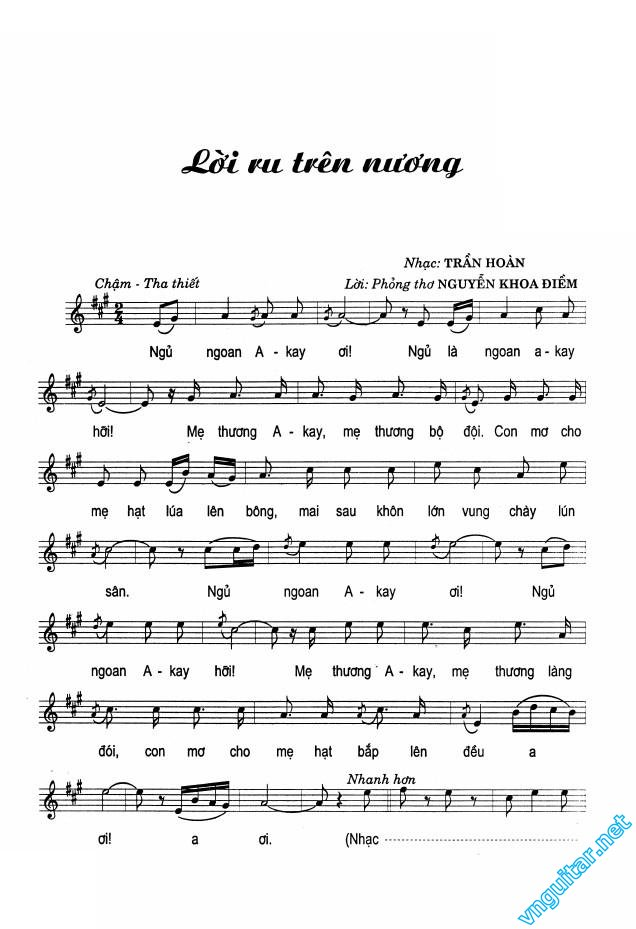 Lời ru trên nương
Nhạc: TRẦN HOÀN
Chậm - Tha thiết
Lời: Phỏng thơ NGUYỄN KHOA ĐIỀM
2/4
Ngủ ngoan A - kay ơi! Ngủ là ngoan a-kay
hỡi! Mẹ thương A - kay, mẹ thương bộ đội. Con mơ cho
mẹ hạt lúa lên bông, mai sau khôn lớn vung chày lún
sân. Ngủ ngoan A - kay ơi! Ngủ
ngoan A - kay hỡi! Mẹ thương A - kay, mẹ thương làng
đói, con mơ cho mẹ hạt bắp lên đều a
Nhanh hơn
ơi! a ơi. (Nhạc
vnguitar.net